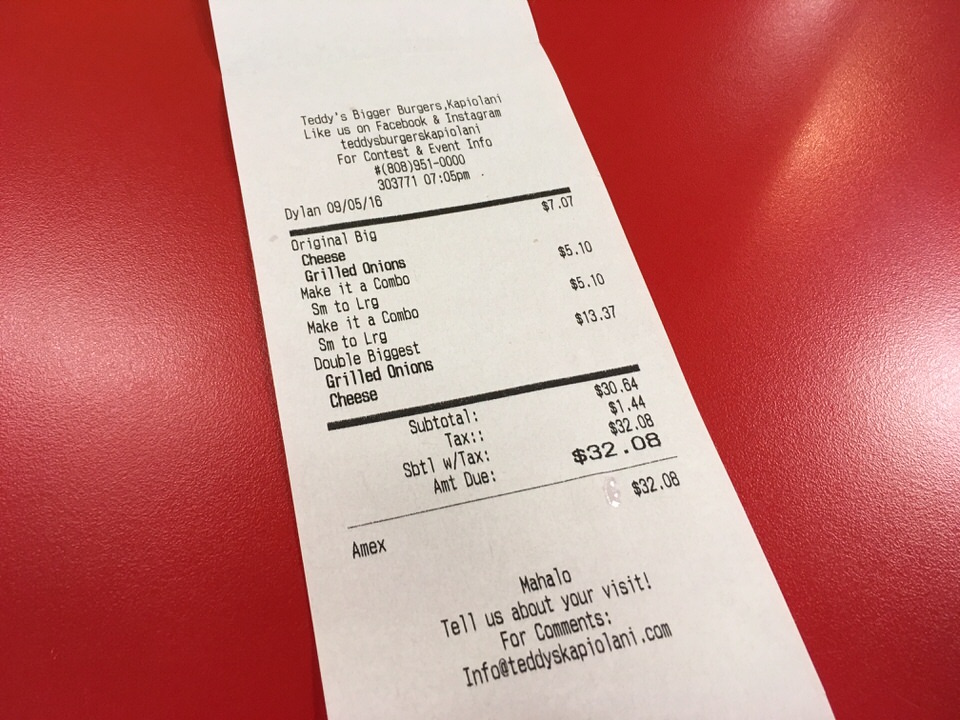 Teddy's Bigger Burgers,Kapiolani
Like us on Facebook & Instagram
teddysburgerskapiolani
For Contest & Event Info
#(808)951-0000
303771 07:05pm
Dylan 09/05/16
Original Big $7.07
Cheese
Grilled Onions
Make it a Combo $5.10
Sm to Lrg
Make it a Combo $5.10
Sm to Lrg
Double Biggest $13.37
Grilled Onions
Cheese
Subtotal: $30.64
Tax:: $1.44
Sbtl w/Tax: $32.08
Amt Due: $32.08
Amex $32.08
Mahalo
Tell us about your visit!
For Comments:
Info@teddyskapiolani.com